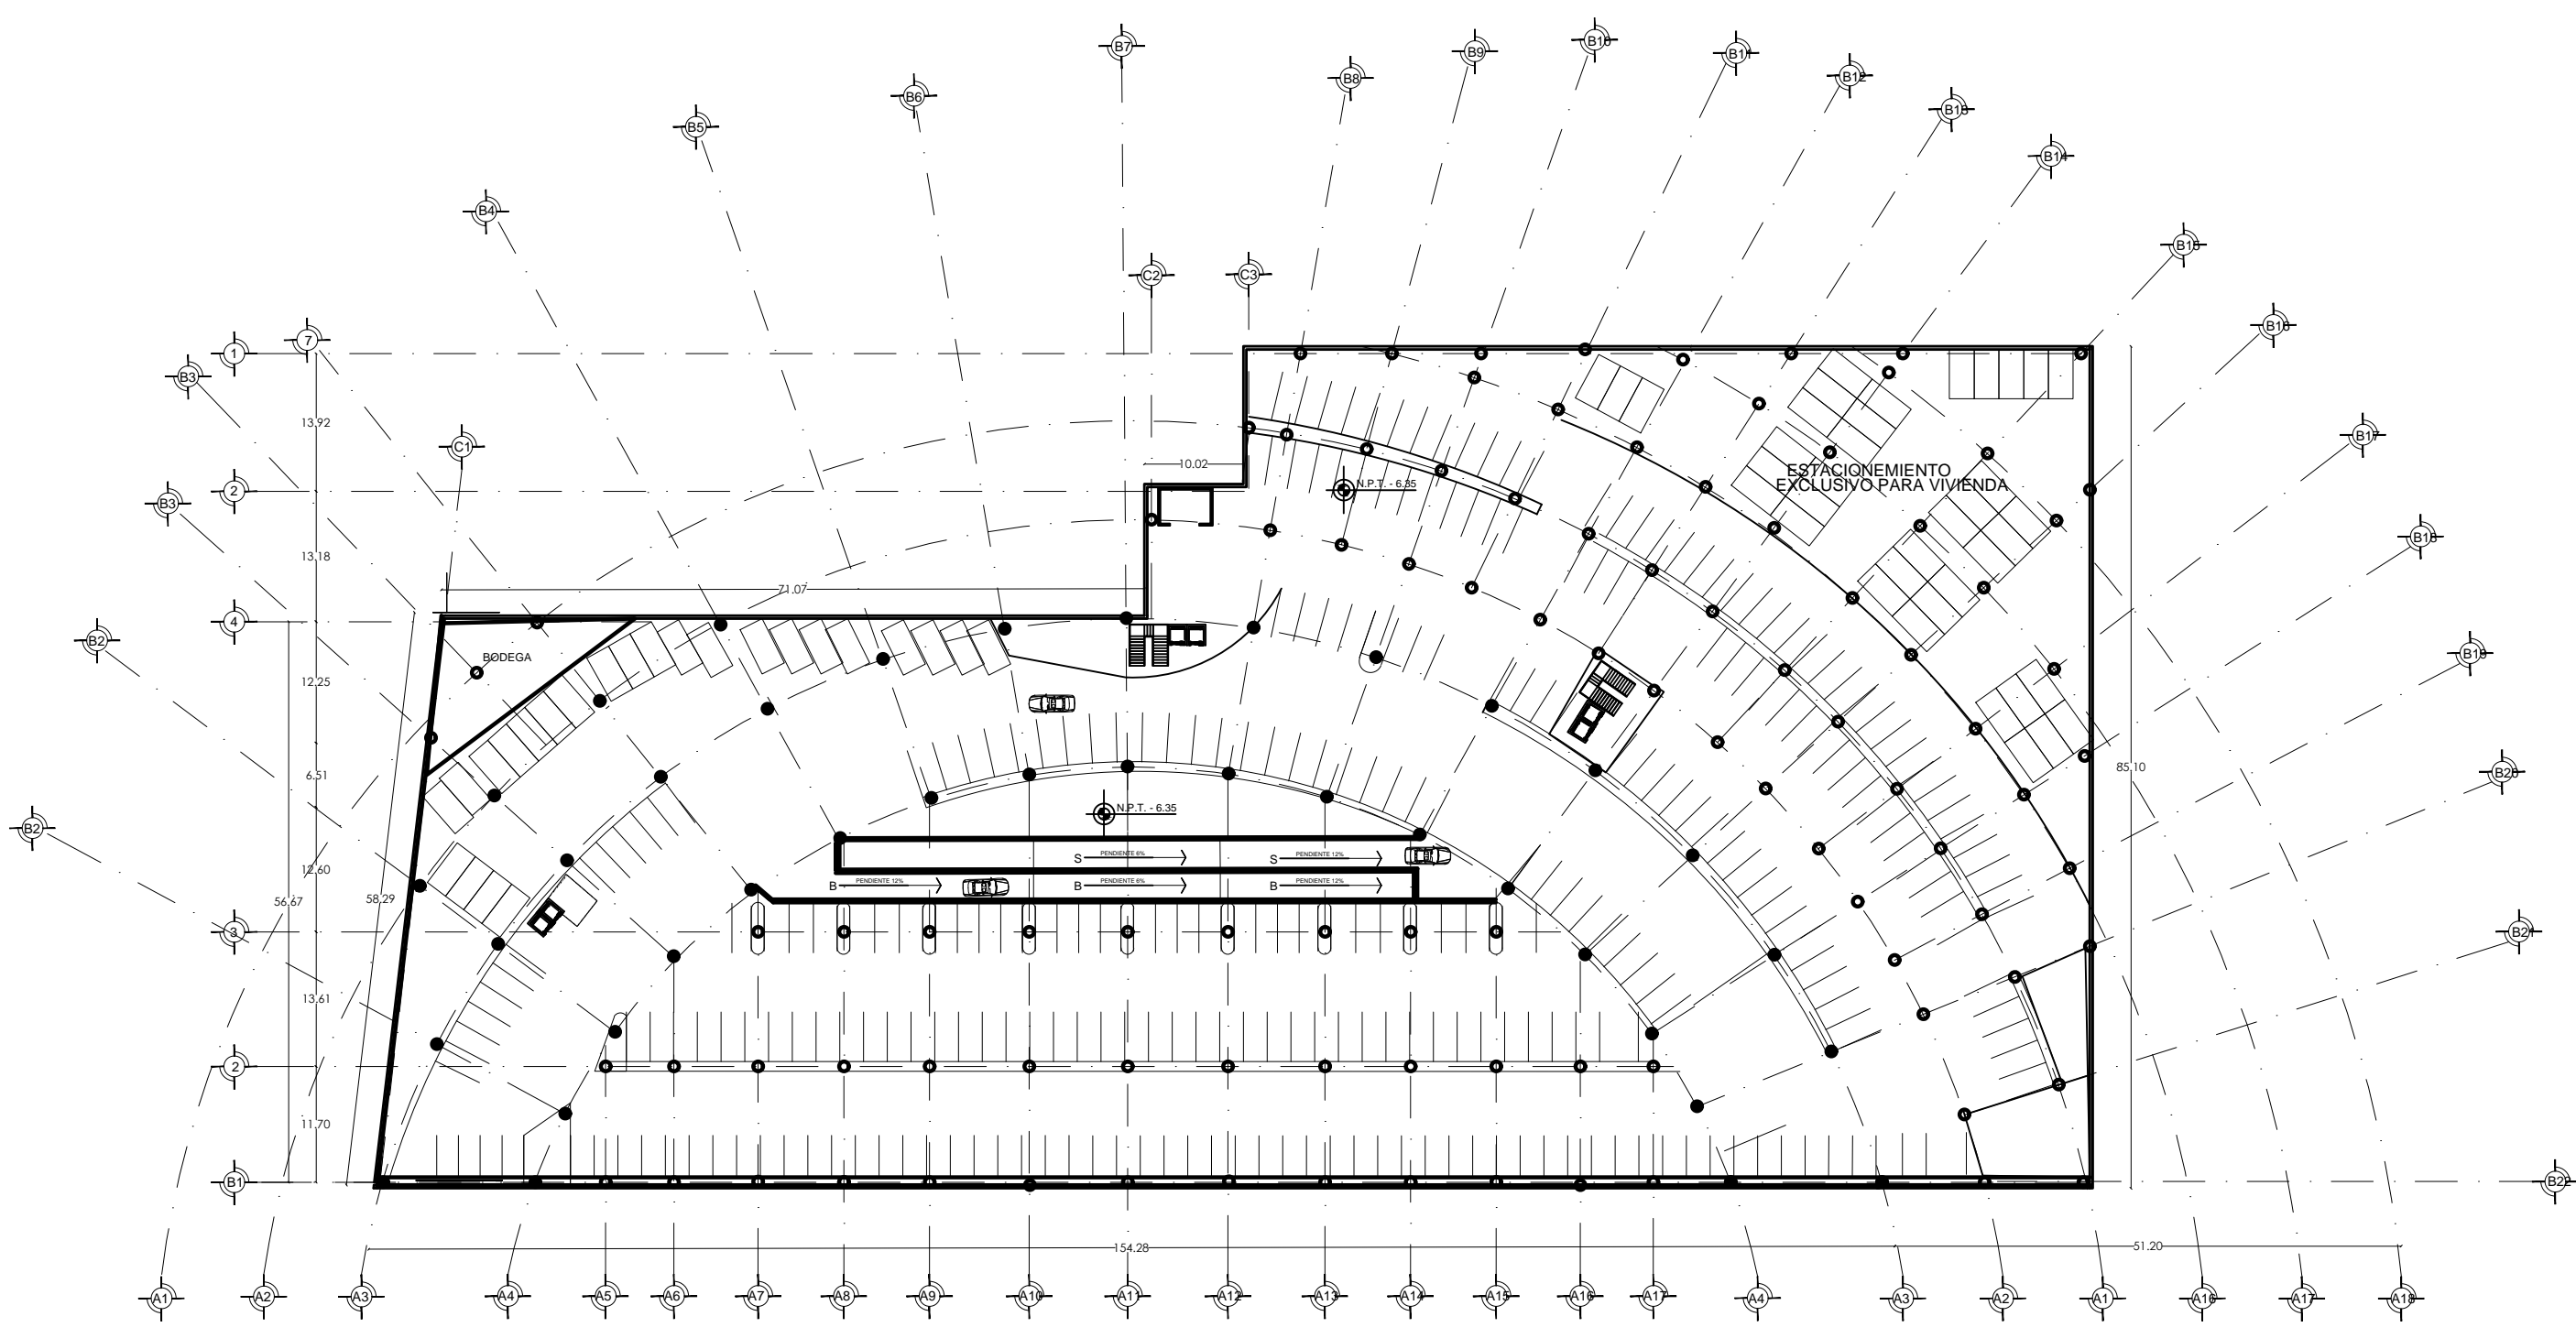 B7
B10
B9
B11
B8
B12
B6
B13
B5
B14
B4
B15
C2
C3
B16
7
1
B3
13.92
B17
C1
10.02
ESTACIONEMIENTO
EXCLUSIVO PARA VIVIENDA
2
N.P.T. - 6.35
B3
B18
13.18
71.07
4
B2
BODEGA
B19
12.25
6.51
85.10
B20
N.P.T. - 6.35
B2
S PENDIENTE 6% S PENDIENTE 12%
12.60
B PENDIENTE 12% B PENDIENTE 6% B PENDIENTE 12%
56.67
58.29
3
B21
13.61
2
11.70
B1
B22
154.28
51.20
A1 A2 A3 A4 A5 A6 A7 A8 A9 A10 A11 A12 A13 A14 A15 A16 A17 A4 A3 A2 A1 A16 A17 A18